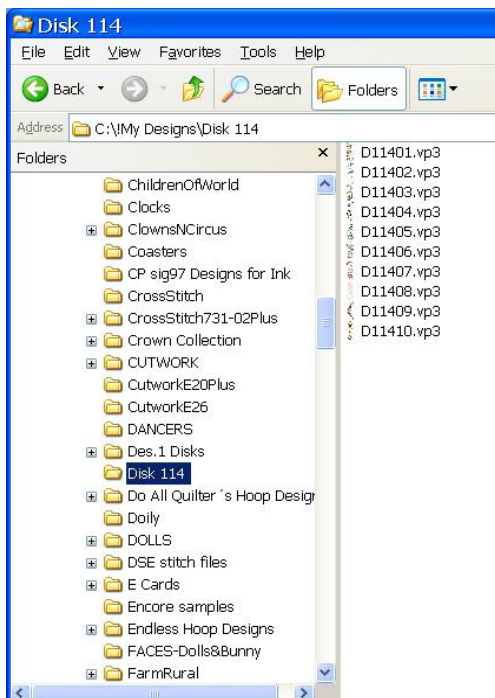 Disk 114
File Edit View Favorites Tools Help
Back Search Folders
Address C:\!My Designs\Disk 114
Folders
ChildrenOfWorld
Clocks
ClownsNCircus
Coasters
CP sig97 Designs for Ink
CrossStitch
CrossStitch731-02Plus
Crown Collection
CUTWORK
CutworkE20Plus
CutworkE26
DANCERS
Des.1 Disks
Disk 114
Do All Quilter´s Hoop Desigr
Doily
DOLLS
DSE stitch files
E Cards
Encore samples
Endless Hoop Designs
FACES-Dolls&Bunny
FarmRural
D11401.vp3
D11402.vp3
D11403.vp3
D11404.vp3
D11405.vp3
D11406.vp3
D11407.vp3
D11408.vp3
D11409.vp3
D11410.vp3